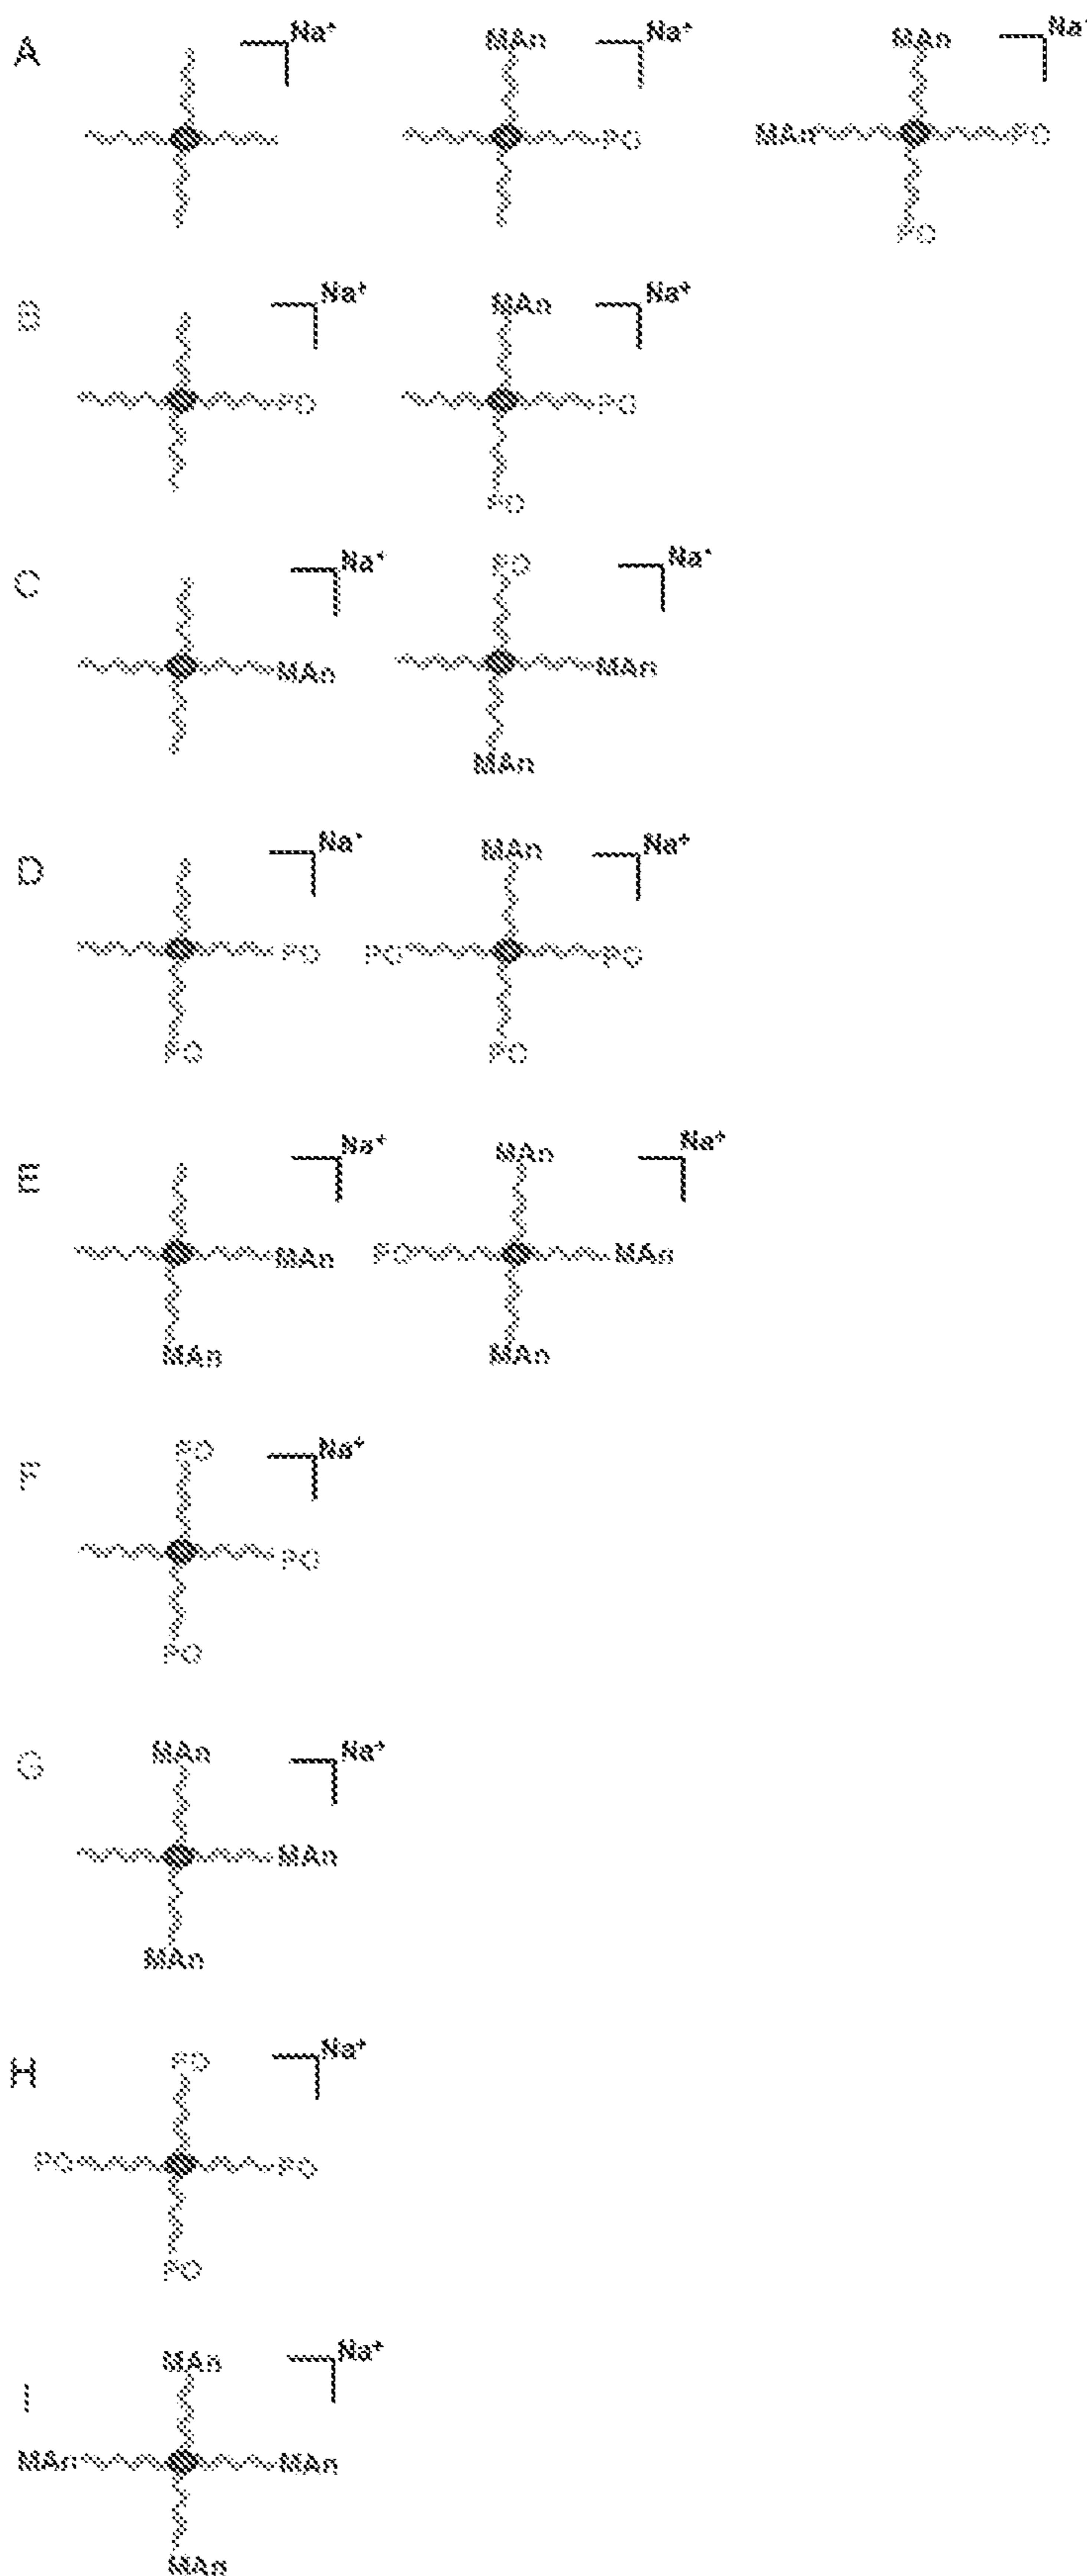 A Na⁺ MAn Na⁺ MAn Na⁺
PO MAn PO
PO
B Na⁺ MAn Na⁺
PO PO
PO
C Na⁺ PO Na⁺
MAn MAn
MAn
D Na⁺ MAn Na⁺
PO PO PO
PO PO
E Na⁺ MAn Na⁺
MAn PO MAn
MAn MAn
F PO Na⁺
PO
PO
G MAn Na⁺
MAn
MAn
H PO Na⁺
PO PO
PO
I MAn Na⁺
MAn MAn
MAn